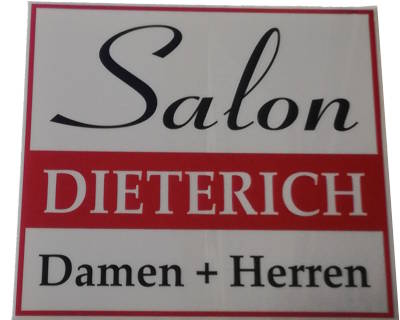 Salon
DIETERICH
Damen + Herren